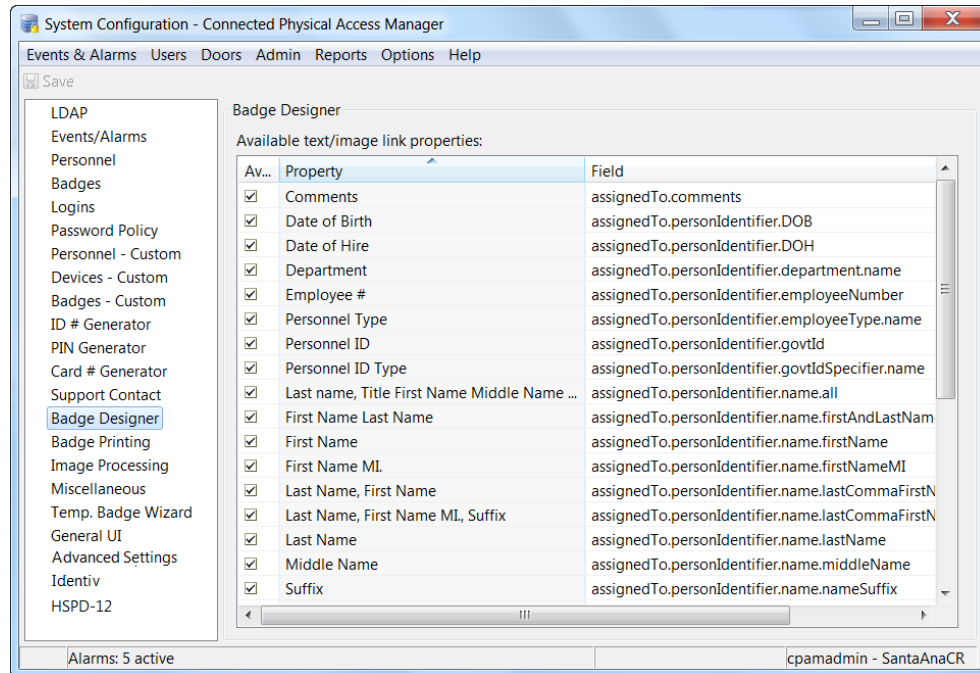 System Configuration - Connected Physical Access Manager
Events & Alarms Users Doors Admin Reports Options Help
Save
LDAP
Events/Alarms
Personnel
Badges
Logins
Password Policy
Personnel - Custom
Devices - Custom
Badges - Custom
ID # Generator
PIN Generator
Card # Generator
Support Contact
Badge Designer
Badge Printing
Image Processing
Miscellaneous
Temp. Badge Wizard
General UI
Advanced Settings
Identiv
HSPD-12
Badge Designer
Available text/image link properties:
Av... Property Field
Comments assignedTo.comments
Date of Birth assignedTo.personIdentifier.DOB
Date of Hire assignedTo.personIdentifier.DOH
Department assignedTo.personIdentifier.department.name
Employee # assignedTo.personIdentifier.employeeNumber
Personnel Type assignedTo.personIdentifier.employeeType.name
Personnel ID assignedTo.personIdentifier.govtId
Personnel ID Type assignedTo.personIdentifier.govtIdSpecifier.name
Last name, Title First Name Middle Name ... assignedTo.personIdentifier.name.all
First Name Last Name assignedTo.personIdentifier.name.firstAndLastNam
First Name assignedTo.personIdentifier.name.firstName
First Name MI. assignedTo.personIdentifier.name.firstNameMI
Last Name, First Name assignedTo.personIdentifier.name.lastCommaFirstN
Last Name, First Name MI., Suffix assignedTo.personIdentifier.name.lastCommaFirstN
Last Name assignedTo.personIdentifier.name.lastName
Middle Name assignedTo.personIdentifier.name.middleName
Suffix assignedTo.personIdentifier.name.nameSuffix
Alarms: 5 active cpamadmin - SantaAnaCR